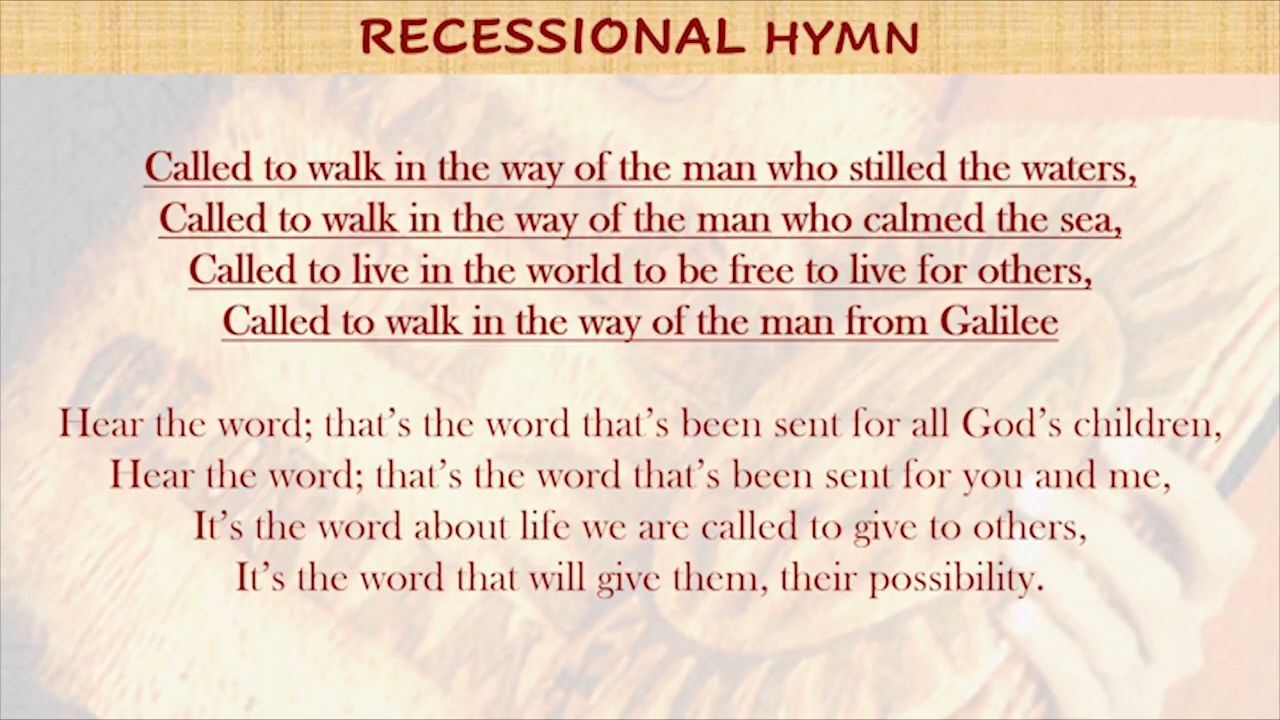 RECESSIONAL HYMN
Called to walk in the way of the man who stilled the waters,
Called to walk in the way of the man who calmed the sea,
Called to live in the world to be free to live for others,
Called to walk in the way of the man from Galilee
Hear the word; that’s the word that’s been sent for all God’s children,
Hear the word; that’s the word that’s been sent for you and me,
It’s the word about life we are called to give to others,
It’s the word that will give them, their possibility.